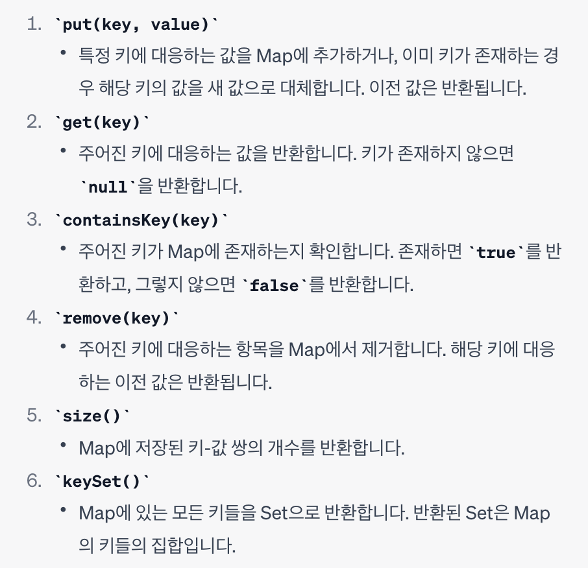 1. `put(key, value)`
• 특정 키에 대응하는 값을 Map에 추가하거나, 이미 키가 존재하는 경
우 해당 키의 값을 새 값으로 대체합니다. 이전 값은 반환됩니다.
2. `get(key)`
• 주어진 키에 대응하는 값을 반환합니다. 키가 존재하지 않으면
`null`을 반환합니다.
3. `containsKey(key)`
• 주어진 키가 Map에 존재하는지 확인합니다. 존재하면 `true`를 반
환하고, 그렇지 않으면 `false`를 반환합니다.
4. `remove(key)`
• 주어진 키에 대응하는 항목을 Map에서 제거합니다. 해당 키에 대응
하는 이전 값은 반환됩니다.
5. `size()`
• Map에 저장된 키-값 쌍의 개수를 반환합니다.
6. `keySet()`
• Map에 있는 모든 키들을 Set으로 반환합니다. 반환된 Set은 Map
의 키들의 집합입니다.